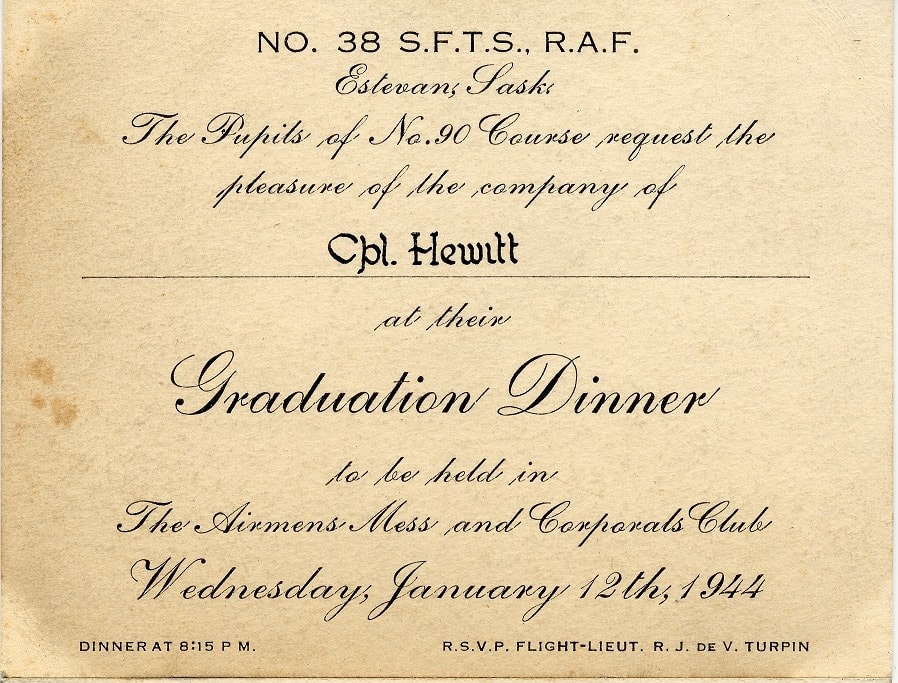 NO. 38 S.F.T.S., R.A.F.
Estevan, Sask.
The Pupils of No.90 Course request the
pleasure of the company of
Cpl. Hewitt
at their
Graduation Dinner
to be held in
The Airmens Mess and Corporals Club
Wednesday, January 12th, 1944
DINNER AT 8:15 P M.
R.S.V.P. FLIGHT-LIEUT. R. J. DE V. TURPIN